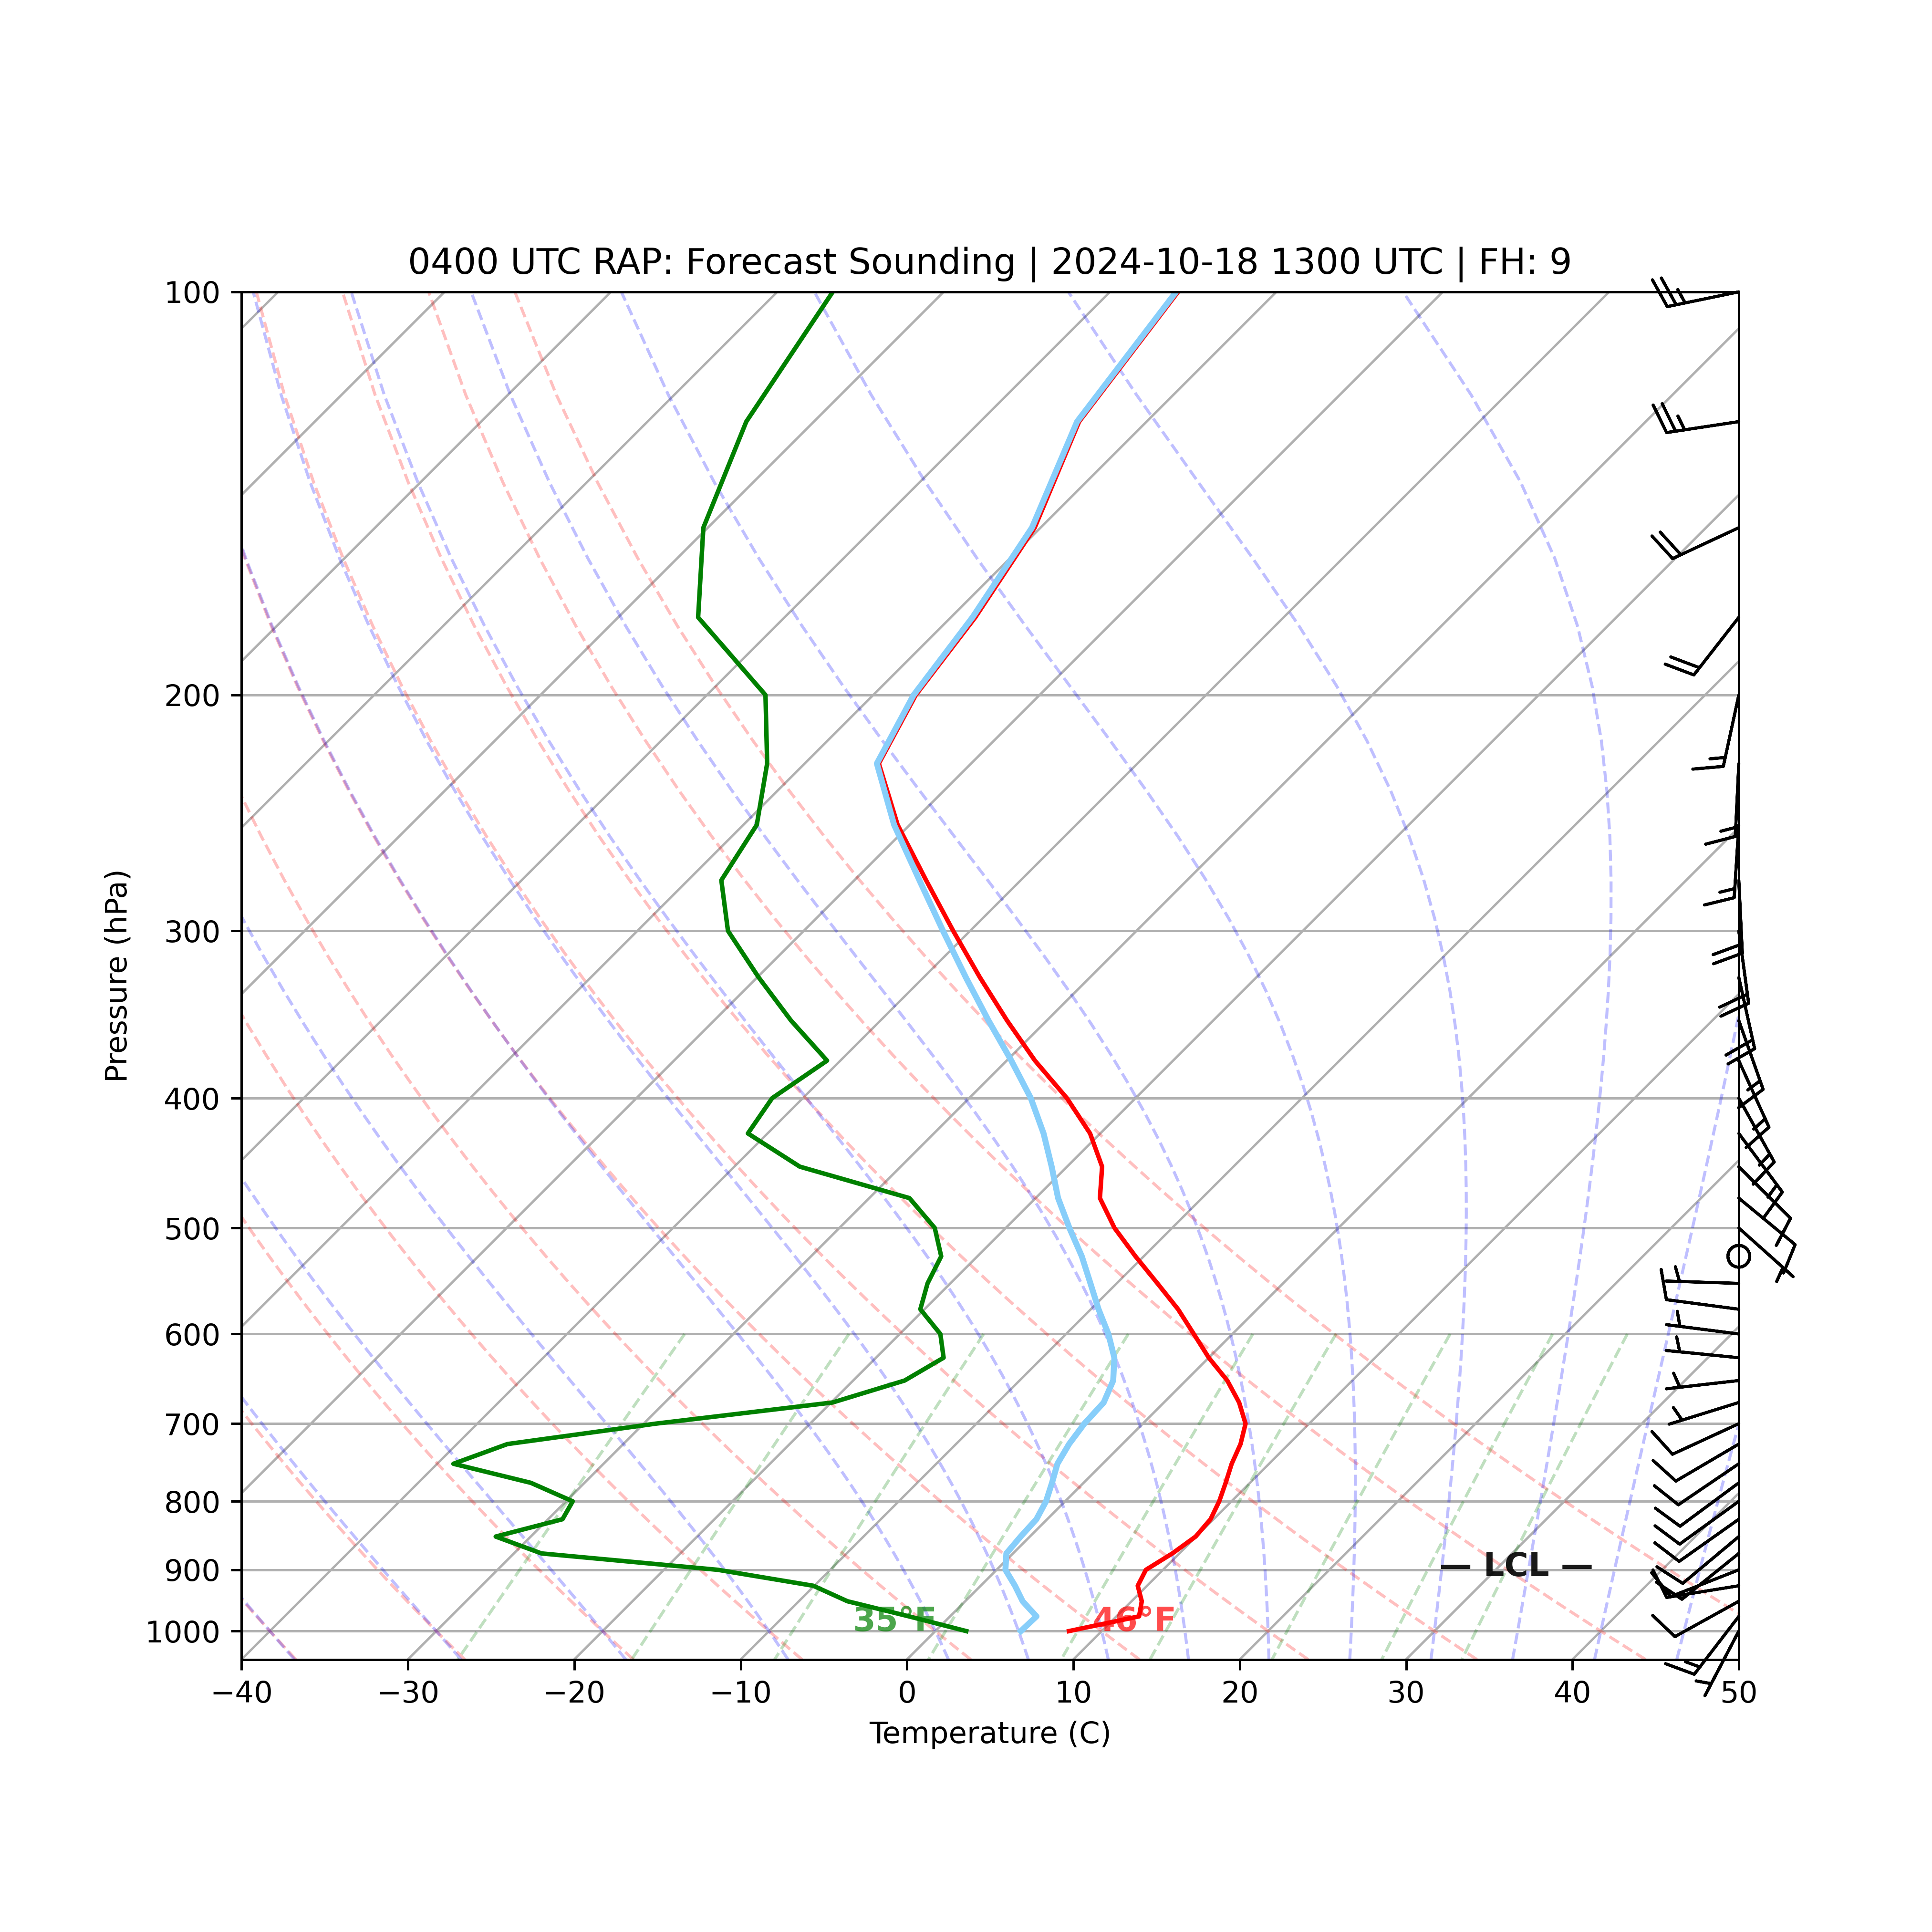 0400 UTC RAP: Forecast Sounding | 2024-10-18 1300 UTC | FH: 9
100
200
300
400
500
600
700
800
900
1000
Pressure (hPa)
— LCL —
35°F
46°F
−40 −30 −20 −10 0 10 20 30 40 50
Temperature (C)